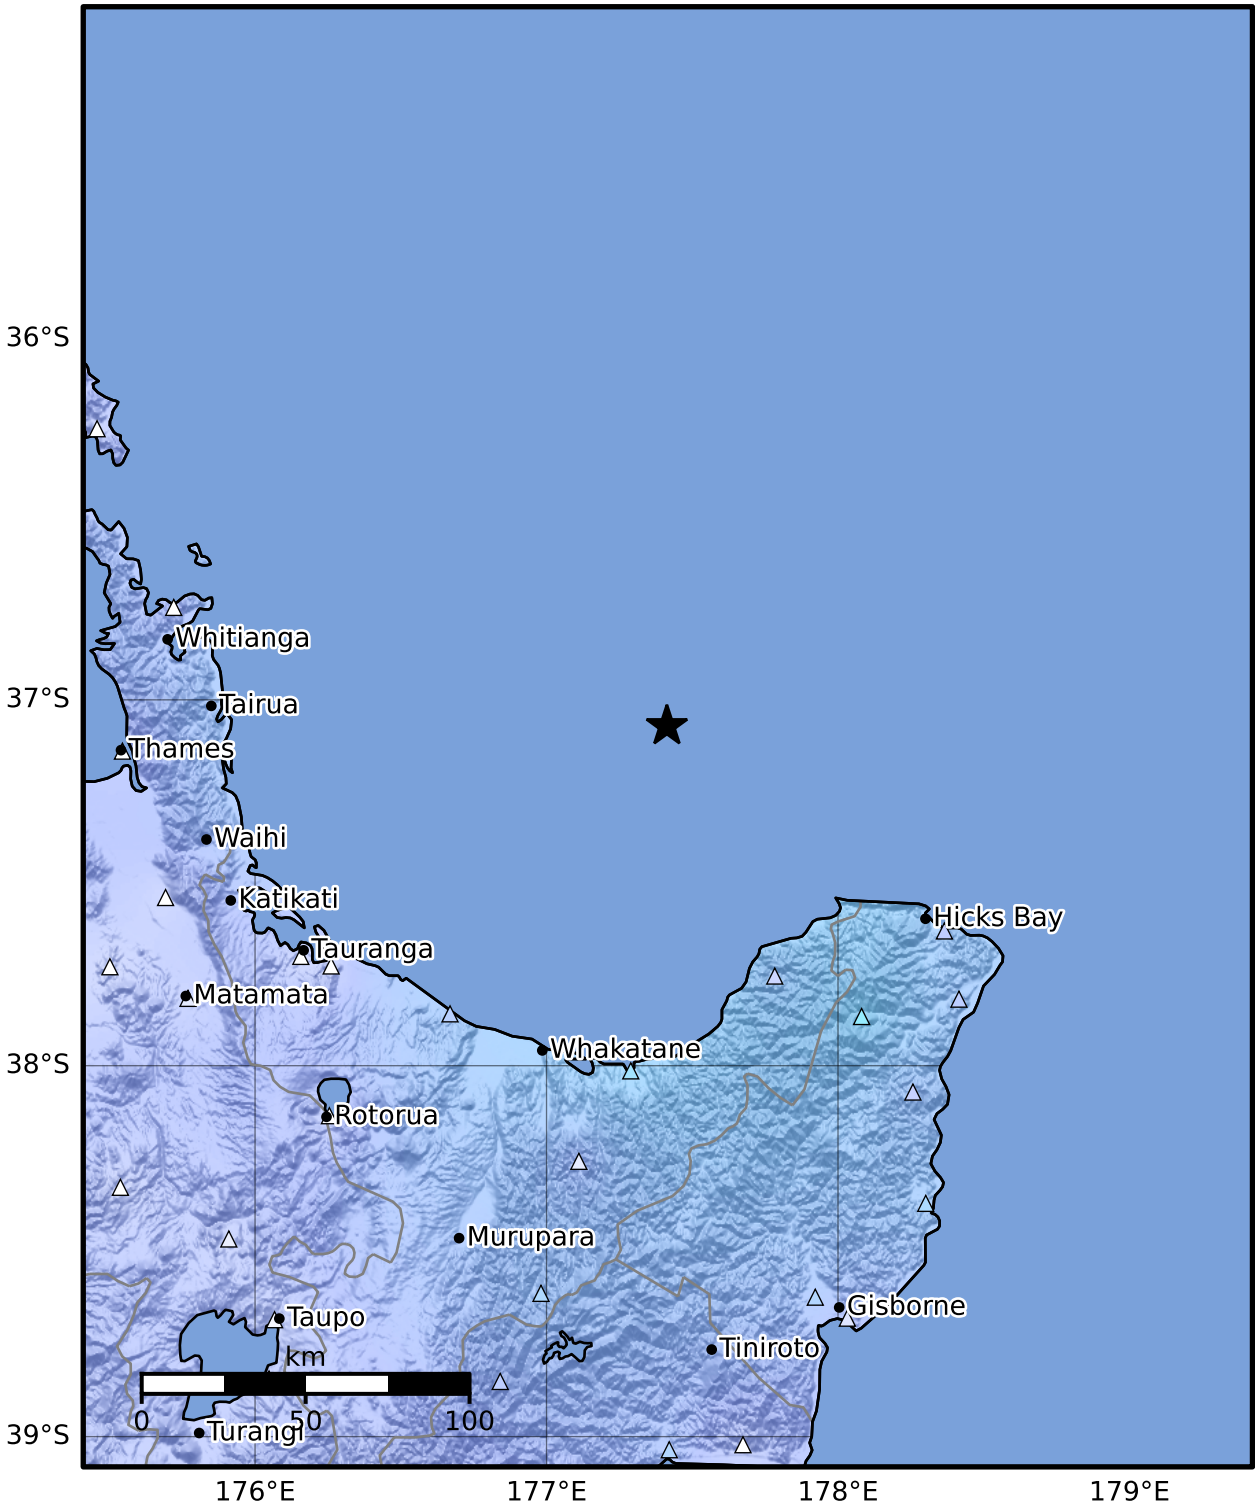 36°S
Whitianga
37°S
Tairua
Thames
Waihi
Katikati
Hicks Bay
Tauranga
Matamata
Whakatane
38°S
Rotorua
Murupara
Gisborne
Taupo
Tiniroto
km
0 50 100
Turangi
39°S
176°E 177°E 178°E 179°E